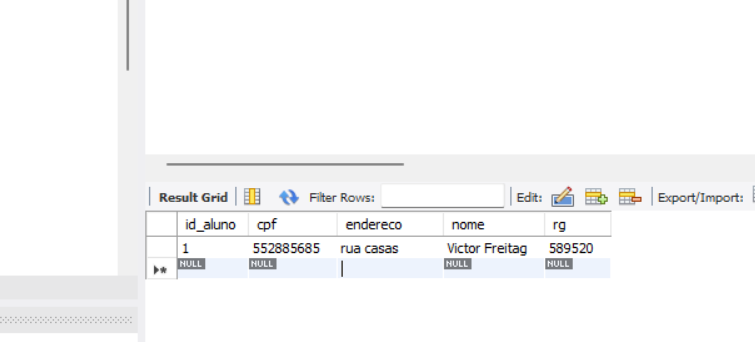 Result Grid Filter Rows: Edit: Export/Import:
id_aluno cpf endereco nome rg
1 552885685 rua casas Victor Freitag 589520
NULL NULL NULL NULL